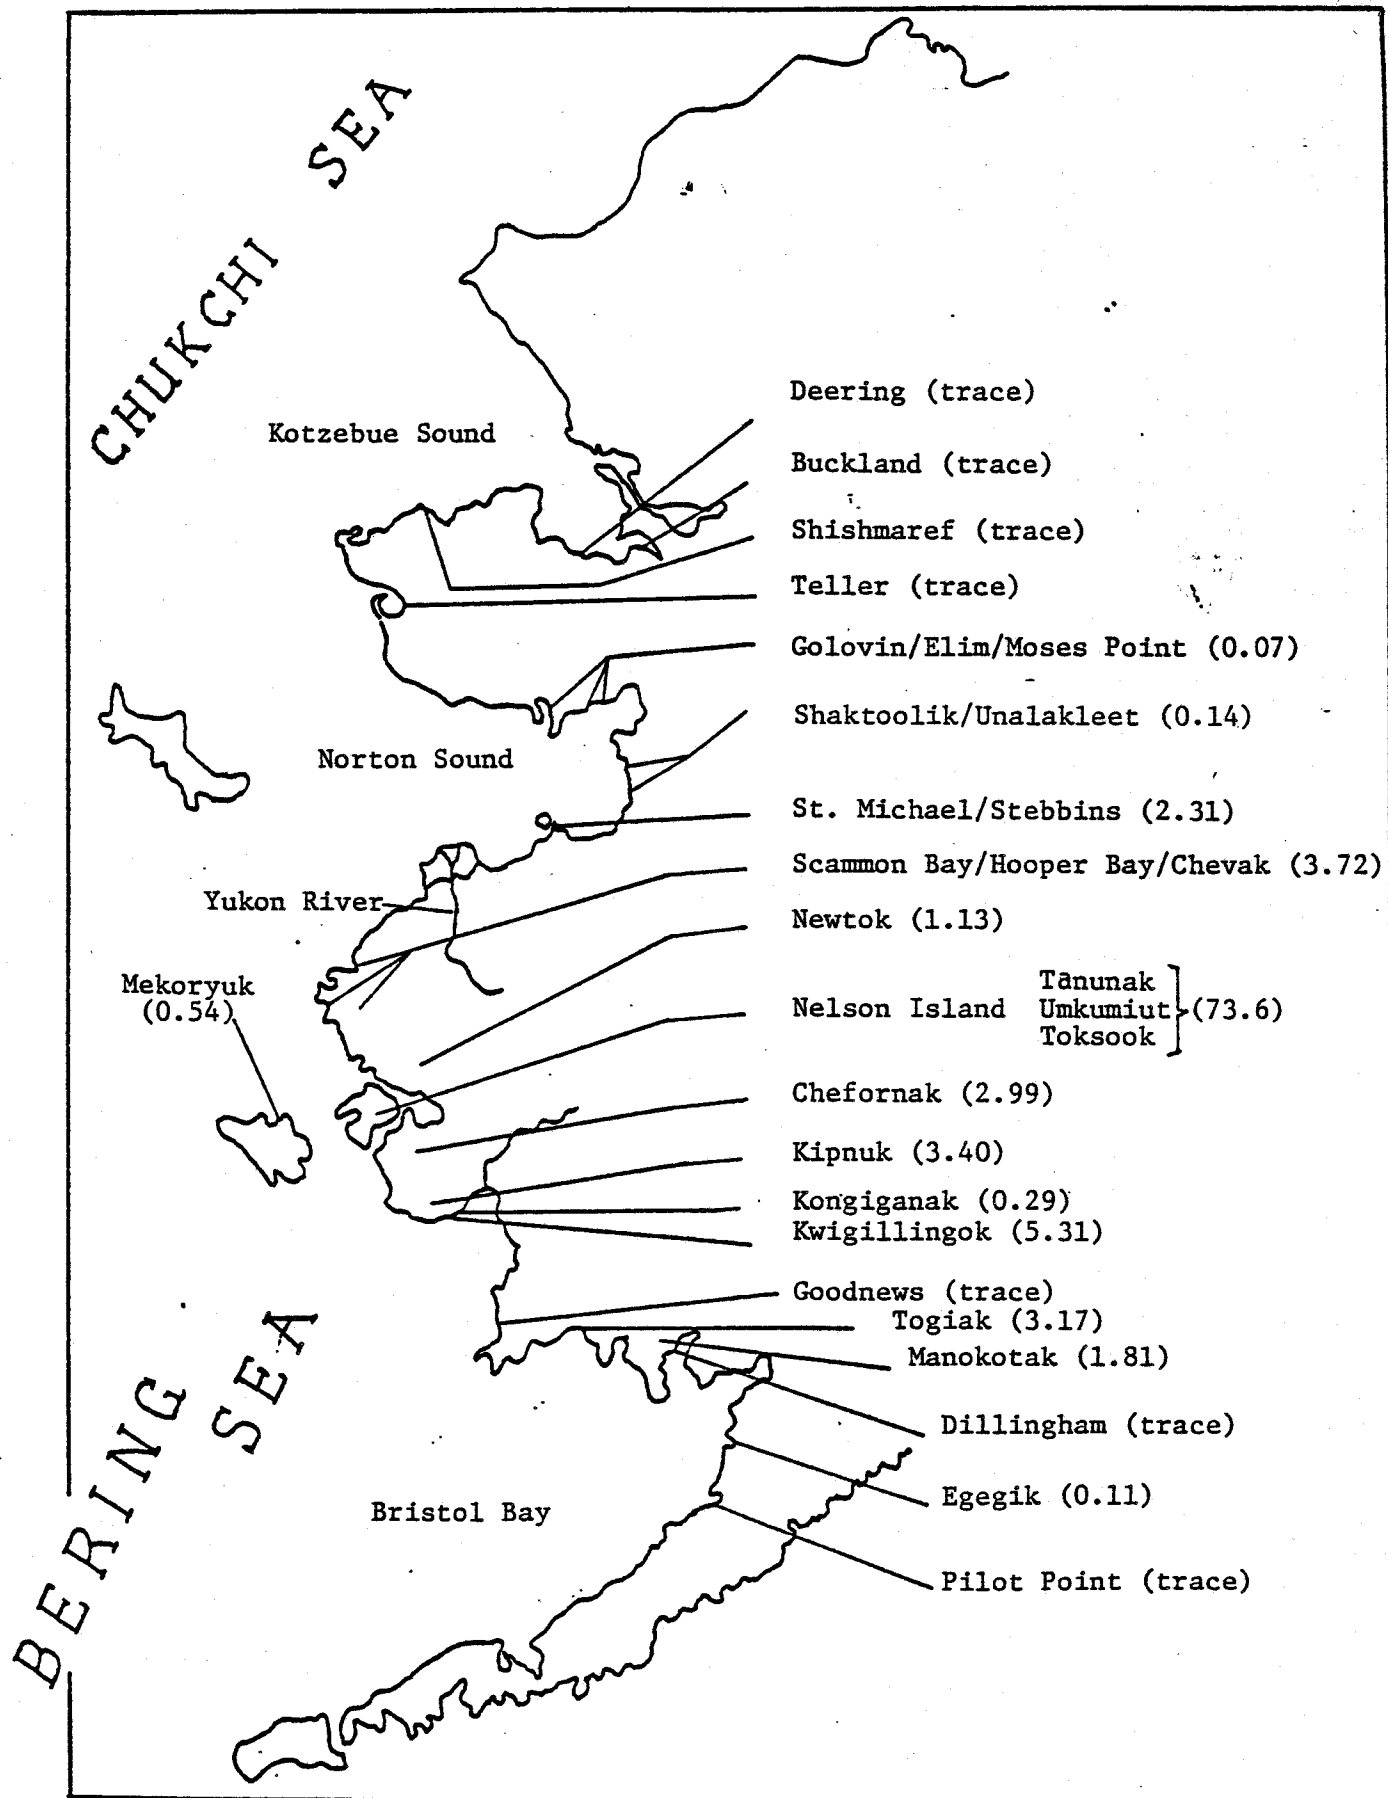 CHUKCHI SEA
Deering (trace)
Kotzebue Sound
Buckland (trace)
Shishmaref (trace)
Teller (trace)
Golovin/Elim/Moses Point (0.07)
Shaktoolik/Unalakleet (0.14)
Norton Sound
St. Michael/Stebbins (2.31)
Scammon Bay/Hooper Bay/Chevak (3.72)
Yukon River
Newtok (1.13)
Mekoryuk
(0.54)
Tanunak
Nelson Island Umkumiut (73.6)
Toksook
Chefornak (2.99)
Kipnuk (3.40)
Kongiganak (0.29)
Kwigillingok (5.31)
Goodnews (trace)
Togiak (3.17)
Manokotak (1.81)
BERING SEA
Dillingham (trace)
Egegik (0.11)
Bristol Bay
Pilot Point (trace)